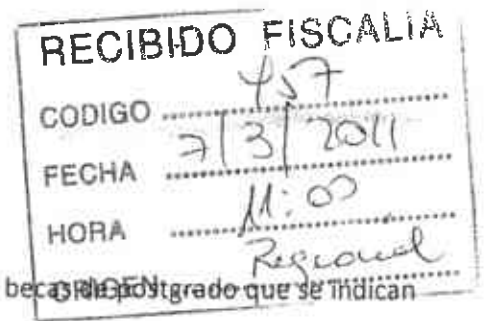 RECIBIDO FISCALIA
CODIGO 457
FECHA 7/3/2011
HORA 11:00
ORIGEN Regional
becas de postgrado que se indican